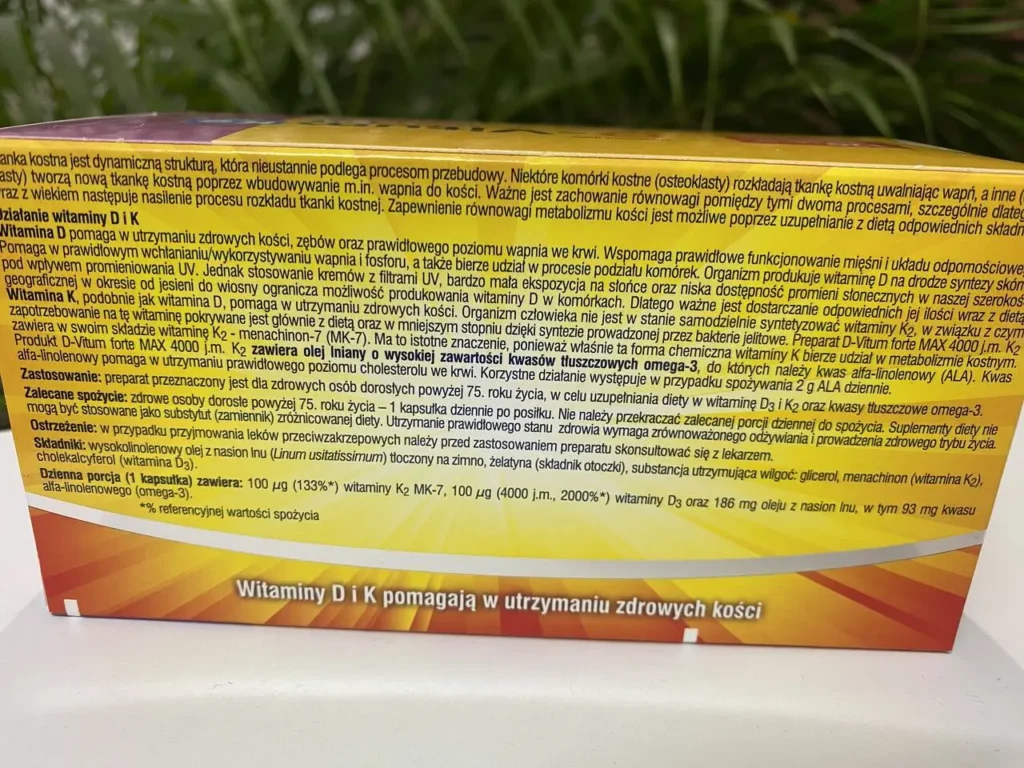 anka kostna jest dynamiczną strukturą, która nieustannie podlega procesom przebudowy. Niektóre komórki kostne (osteoklasty) rozkładają tkankę kostną uwalniając wapń, a inne (
asty) tworzą nową tkankę kostną poprzez wbudowywanie m.in. wapnia do kości. Ważne jest zachowanie równowagi pomiędzy tymi dwoma procesami, szczególnie dlateg
raz z wiekiem następuje nasilenie procesu rozkładu tkanki kostnej. Zapewnienie równowagi metabolizmu kości jest możliwe poprzez uzupełnianie z dietą odpowiednich składn
Działanie witaminy D i K
Witamina D pomaga w utrzymaniu zdrowych kości, zębów oraz prawidłowego poziomu wapnia we krwi. Wspomaga prawidłowe funkcjonowanie mięśni i układu odpornościowe
Pomaga w prawidłowym wchłanianiu/wykorzystywaniu wapnia i fosforu, a także bierze udział w procesie podziału komórek. Organizm produkuje witaminę D na drodze syntezy skórn
pod wpływem promieniowania UV. Jednak stosowanie kremów z filtrami UV, bardzo mała ekspozycja na słońce oraz niska dostępność promieni słonecznych w naszej szerokoś
geograficznej w okresie od jesieni do wiosny ogranicza możliwość produkowania witaminy D w komórkach. Dlatego ważne jest dostarczanie odpowiednich jej ilości wraz z dietą
Witamina K, podobnie jak witamina D, pomaga w utrzymaniu zdrowych kości. Organizm człowieka nie jest w stanie samodzielnie syntetyzować witaminy K2, w związku z czym
zapotrzebowanie na tę witaminę pokrywane jest głównie z dietą oraz w mniejszym stopniu dzięki syntezie prowadzonej przez bakterie jelitowe. Preparat D-Vitum forte MAX 4000 j.m. K2
zawiera w swoim składzie witaminę K2 - menachinon-7 (MK-7). Ma to istotne znaczenie, ponieważ właśnie ta forma chemiczna witaminy K bierze udział w metabolizmie kostnym.
Produkt D-Vitum forte MAX 4000 j.m. K2 zawiera olej lniany o wysokiej zawartości kwasów tłuszczowych omega-3, do których należy kwas alfa-linolenowy (ALA). Kwas
alfa-linolenowy pomaga w utrzymaniu prawidłowego poziomu cholesterolu we krwi. Korzystne działanie występuje w przypadku spożywania 2 g ALA dziennie.
Zastosowanie: preparat przeznaczony jest dla zdrowych osób dorosłych powyżej 75. roku życia, w celu uzupełniania diety w witaminę D3 i K2 oraz kwasy tłuszczowe omega-3.
Zalecane spożycie: zdrowe osoby dorosłe powyżej 75. roku życia – 1 kapsułka dziennie po posiłku. Nie należy przekraczać zalecanej porcji dziennej do spożycia. Suplementy diety nie
mogą być stosowane jako substytut (zamiennik) zróżnicowanej diety. Utrzymanie prawidłowego stanu zdrowia wymaga zrównoważonego odżywiania i prowadzenia zdrowego trybu życia.
Ostrzeżenie: w przypadku przyjmowania leków przeciwzakrzepowych należy przed zastosowaniem preparatu skonsultować się z lekarzem.
Składniki: wysokolinolenowy olej z nasion lnu (Linum usitatissimum) tłoczony na zimno, żelatyna (składnik otoczki), substancja utrzymująca wilgoć: glicerol, menachinon (witamina K2),
cholekalcyferol (witamina D3).
Dzienna porcja (1 kapsułka) zawiera: 100 µg (133%*) witaminy K2 MK-7, 100 µg (4000 j.m., 2000%*) witaminy D3 oraz 186 mg oleju z nasion lnu, w tym 93 mg kwasu
alfa-linolenowego (omega-3).
*% referencyjnej wartości spożycia
Witaminy D i K pomagają w utrzymaniu zdrowych kości